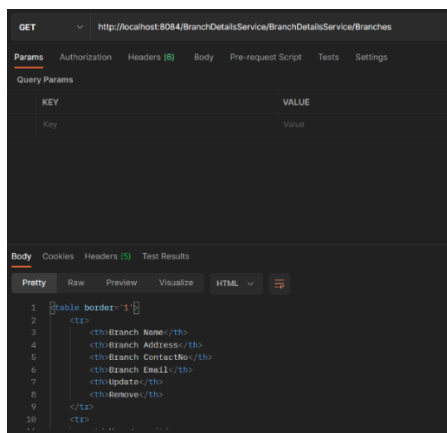 GET http://localhost:8084/BranchDetailsService/BranchDetailsService/Branches
Params Authorization Headers (6) Body Pre-request Script Tests Settings
Query Params
KEY VALUE
Key Value
Body Cookies Headers (5) Test Results
Pretty Raw Preview Visualize HTML
1 <table border='1'>
2 <tr>
3 <th>Branch Name</th>
4 <th>Branch Address</th>
5 <th>Branch ContactNo</th>
6 <th>Branch Email</th>
7 <th>Update</th>
8 <th>Remove</th>
9 </tr>
10 <tr>